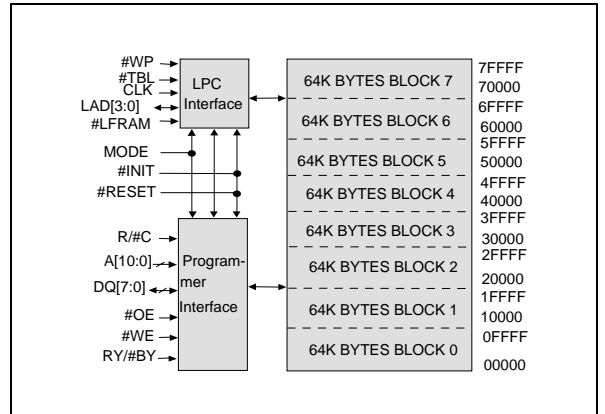 #WP
#TBL
CLK
LAD[3:0]
#LFRAM
MODE
#INIT
#RESET
R/#C
A[10:0]
DQ[7:0]
#OE
#WE
RY/#BY
LPC
Interface
Program-
mer
Interface
64K BYTES BLOCK 7
64K BYTES BLOCK 6
64K BYTES BLOCK 5
64K BYTES BLOCK 4
64K BYTES BLOCK 3
64K BYTES BLOCK 2
64K BYTES BLOCK 1
64K BYTES BLOCK 0
7FFFF
70000
6FFFF
60000
5FFFF
50000
4FFFF
40000
3FFFF
30000
2FFFF
20000
1FFFF
10000
0FFFF
00000